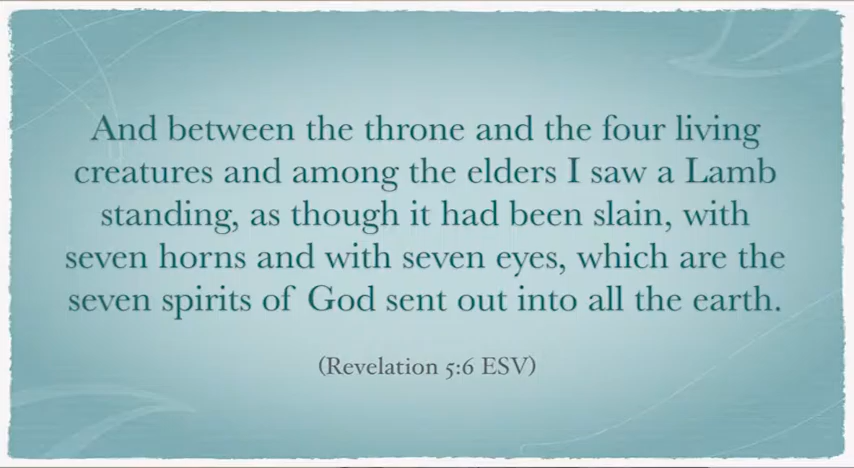 And between the throne and the four living
creatures and among the elders I saw a Lamb
standing, as though it had been slain, with
seven horns and with seven eyes, which are the
seven spirits of God sent out into all the earth.
(Revelation 5:6 ESV)